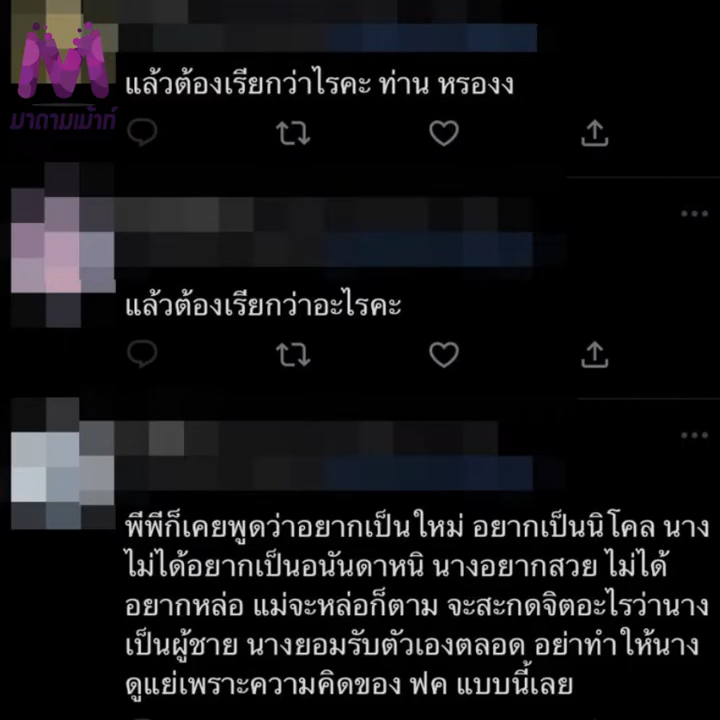 แล้วต้องเรียกว่าไรคะ ท่าน หรองง
มาดามเม้าท์
แล้วต้องเรียกว่าอะไรคะ
พีพีก็เคยพูดว่าอยากเป็นใหม่ อยากเป็นนิโคล นาง
ไม่ได้อยากเป็นอนันดาหนิ นางอยากสวย ไม่ได้
อยากหล่อ แม่จะหล่อก็ตาม จะสะกดจิตอะไรว่านาง
เป็นผู้ชาย นางยอมรับตัวเองตลอด อย่าทำให้นาง
ดูแย่เพราะความคิดของ ฟค แบบนี้เลย